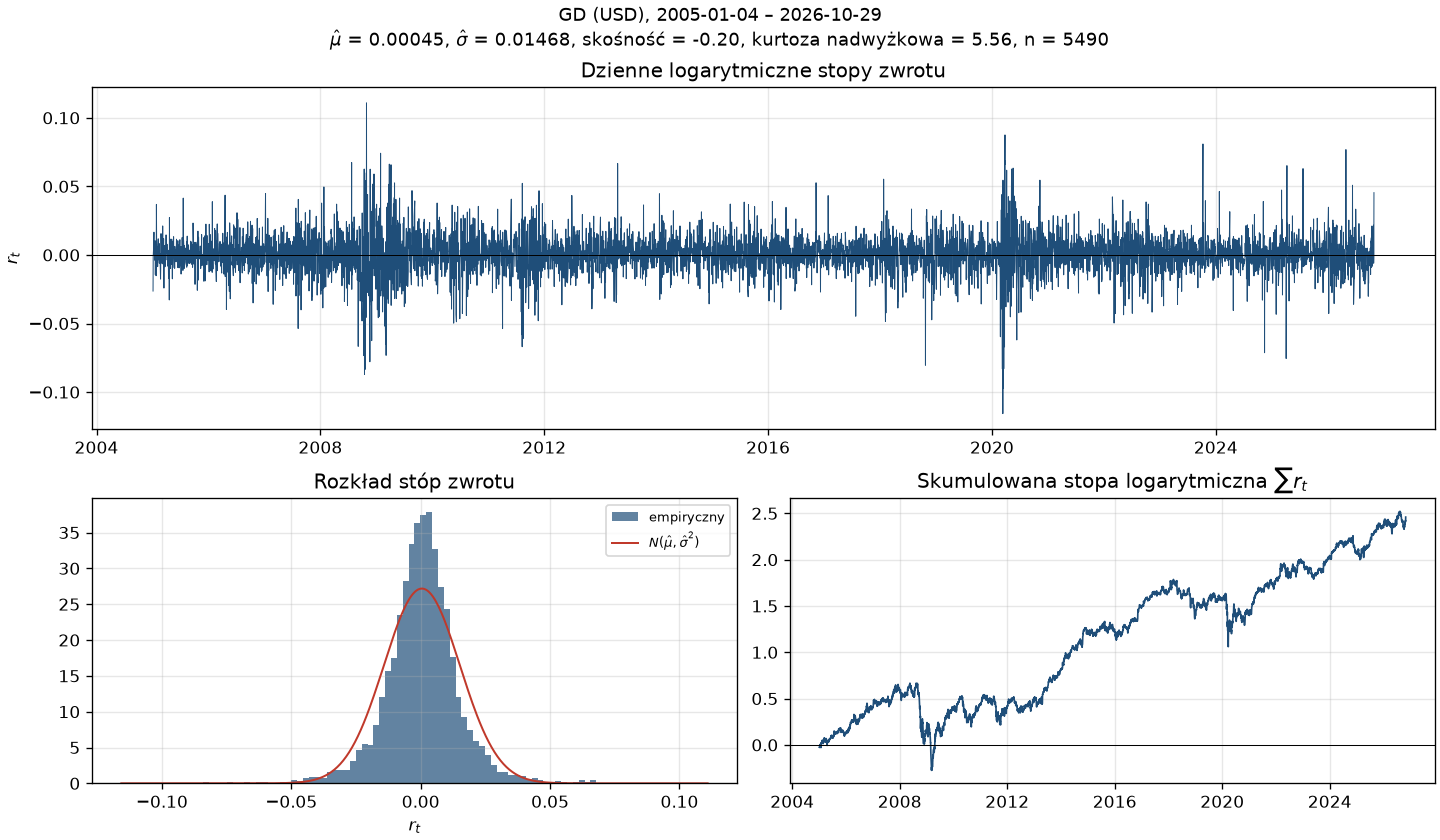 GD (USD), 2005-01-04 – 2026-10-29
μ̂ = 0.00045, σ̂ = 0.01468, skośność = -0.20, kurtoza nadwyżkowa = 5.56, n = 5490
Dzienne logarytmiczne stopy zwrotu
0.10
0.05
0.00
−0.05
−0.10
r_t
2004 2008 2012 2016 2020 2024
Rozkład stóp zwrotu
35
30
25
20
15
10
5
0
empiryczny
N(μ̂, σ̂²)
−0.10 −0.05 0.00 0.05 0.10
r_t
Skumulowana stopa logarytmiczna ∑r_t
2.5
2.0
1.5
1.0
0.5
0.0
2004 2008 2012 2016 2020 2024